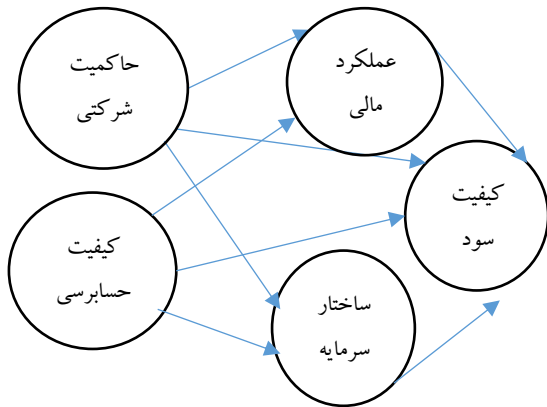 حاکمیت
شرکتی
عملکرد
مالی
کیفیت
سود
کیفیت
حسابرسی
ساختار
سرمایه